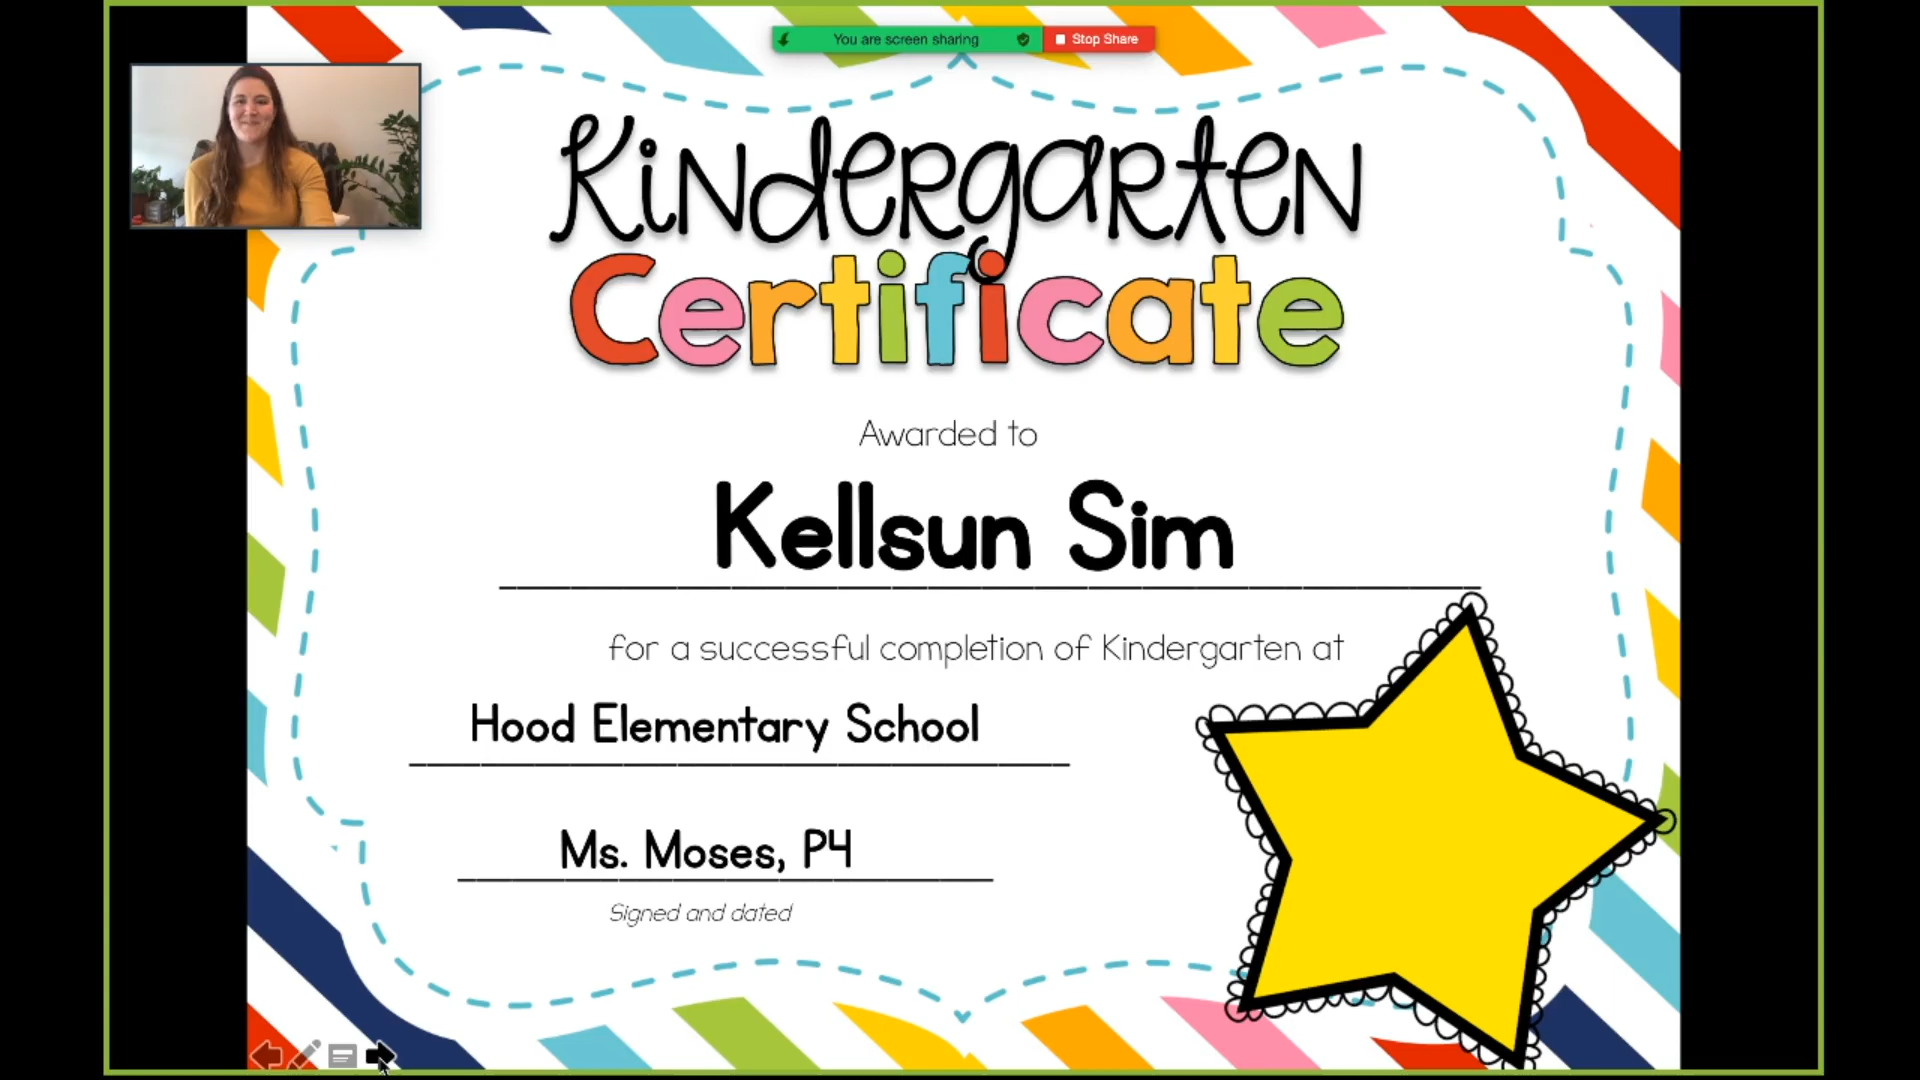 You are screen sharing Stop Share
Kindergarten
Certificate
Awarded to
Kellsun Sim
for a successful completion of Kindergarten at
Hood Elementary School
Ms. Moses, P4
Signed and dated